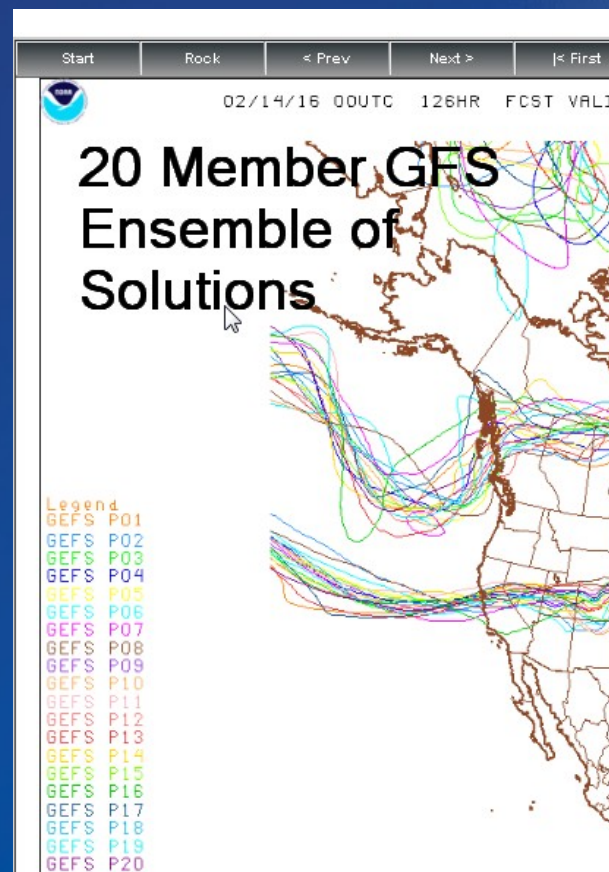 Start Rock < Prev Next > |< First
02/14/16 00UTC 126HR FCST VALI
20 Member GFS
Ensemble of
Solutions
Legend
GEFS P01
GEFS P02
GEFS P03
GEFS P04
GEFS P05
GEFS P06
GEFS P07
GEFS P08
GEFS P09
GEFS P10
GEFS P11
GEFS P12
GEFS P13
GEFS P14
GEFS P15
GEFS P16
GEFS P17
GEFS P18
GEFS P19
GEFS P20